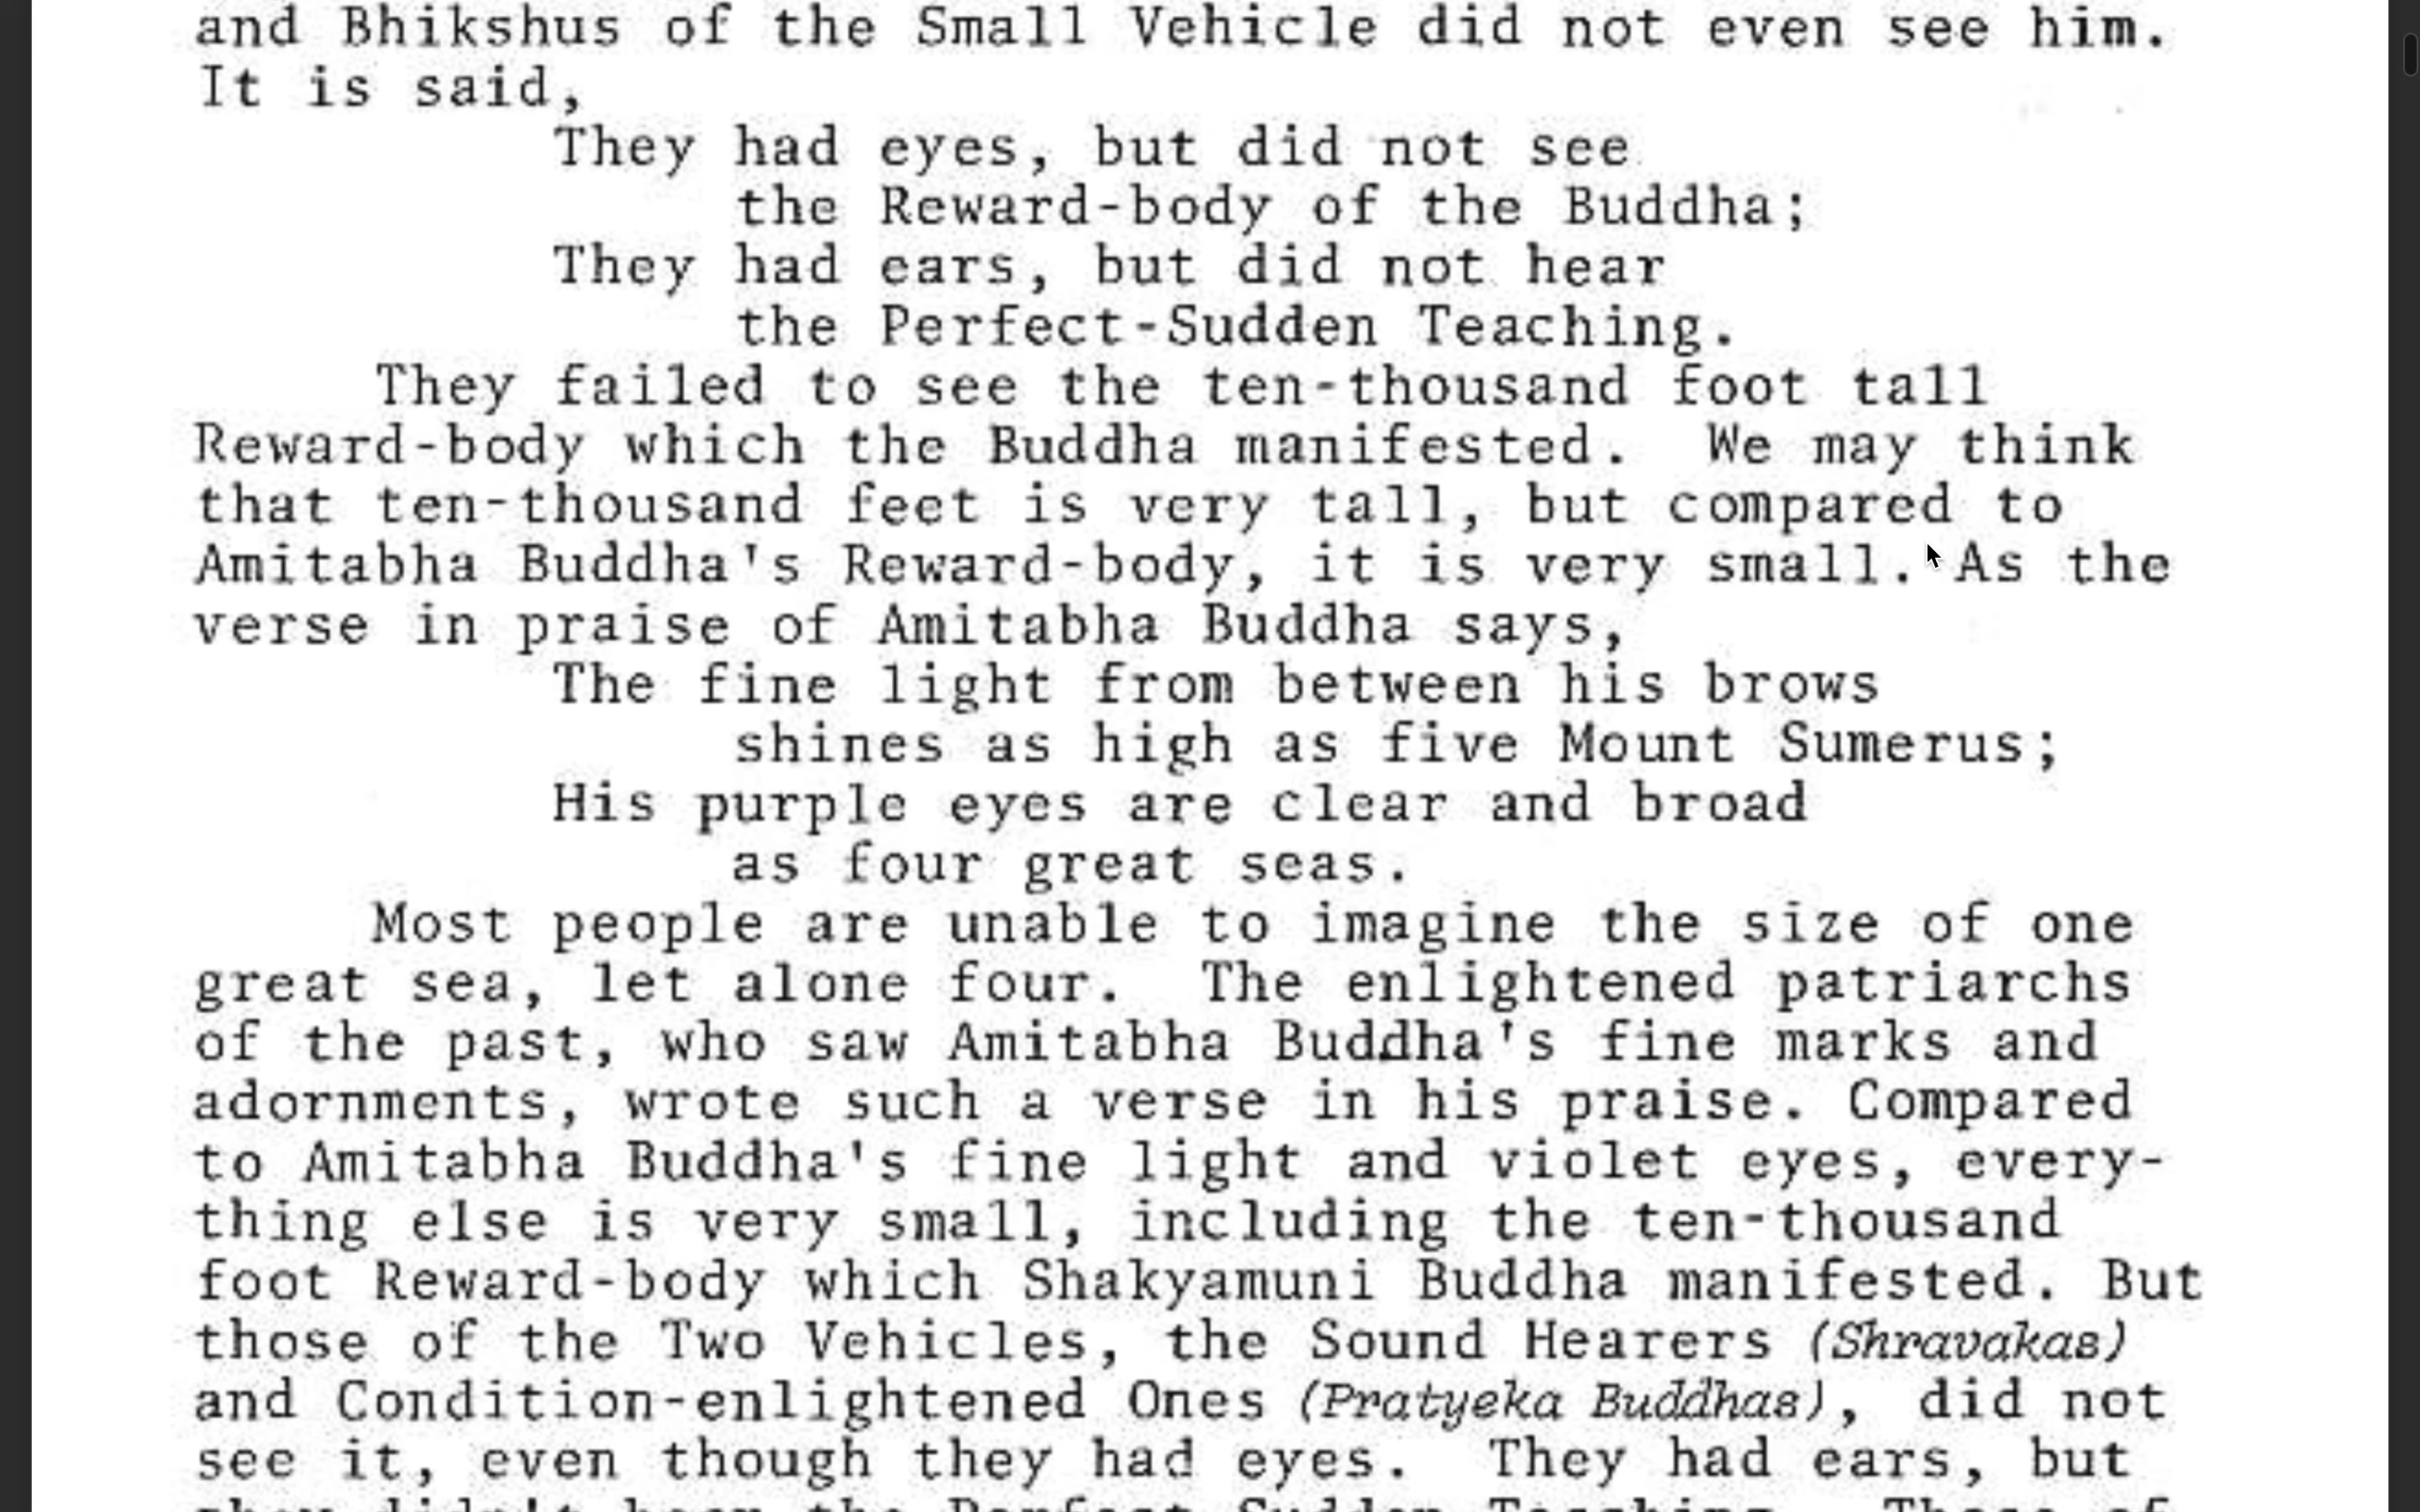 and Bhikshus of the Small Vehicle did not even see him.
It is said,
They had eyes, but did not see
the Reward-body of the Buddha;
They had ears, but did not hear
the Perfect-Sudden Teaching.
They failed to see the ten-thousand foot tall
Reward-body which the Buddha manifested. We may think
that ten-thousand feet is very tall, but compared to
Amitabha Buddha's Reward-body, it is very small. As the
verse in praise of Amitabha Buddha says,
The fine light from between his brows
shines as high as five Mount Sumerus;
His purple eyes are clear and broad
as four great seas.
Most people are unable to imagine the size of one
great sea, let alone four. The enlightened patriarchs
of the past, who saw Amitabha Buddha's fine marks and
adornments, wrote such a verse in his praise. Compared
to Amitabha Buddha's fine light and violet eyes, every-
thing else is very small, including the ten-thousand
foot Reward-body which Shakyamuni Buddha manifested. But
those of the Two Vehicles, the Sound Hearers (Shravakas)
and Condition-enlightened Ones (Pratyeka Buddhas), did not
see it, even though they had eyes. They had ears, but
they didn't hear the Perfect Sudden Teaching. Those of